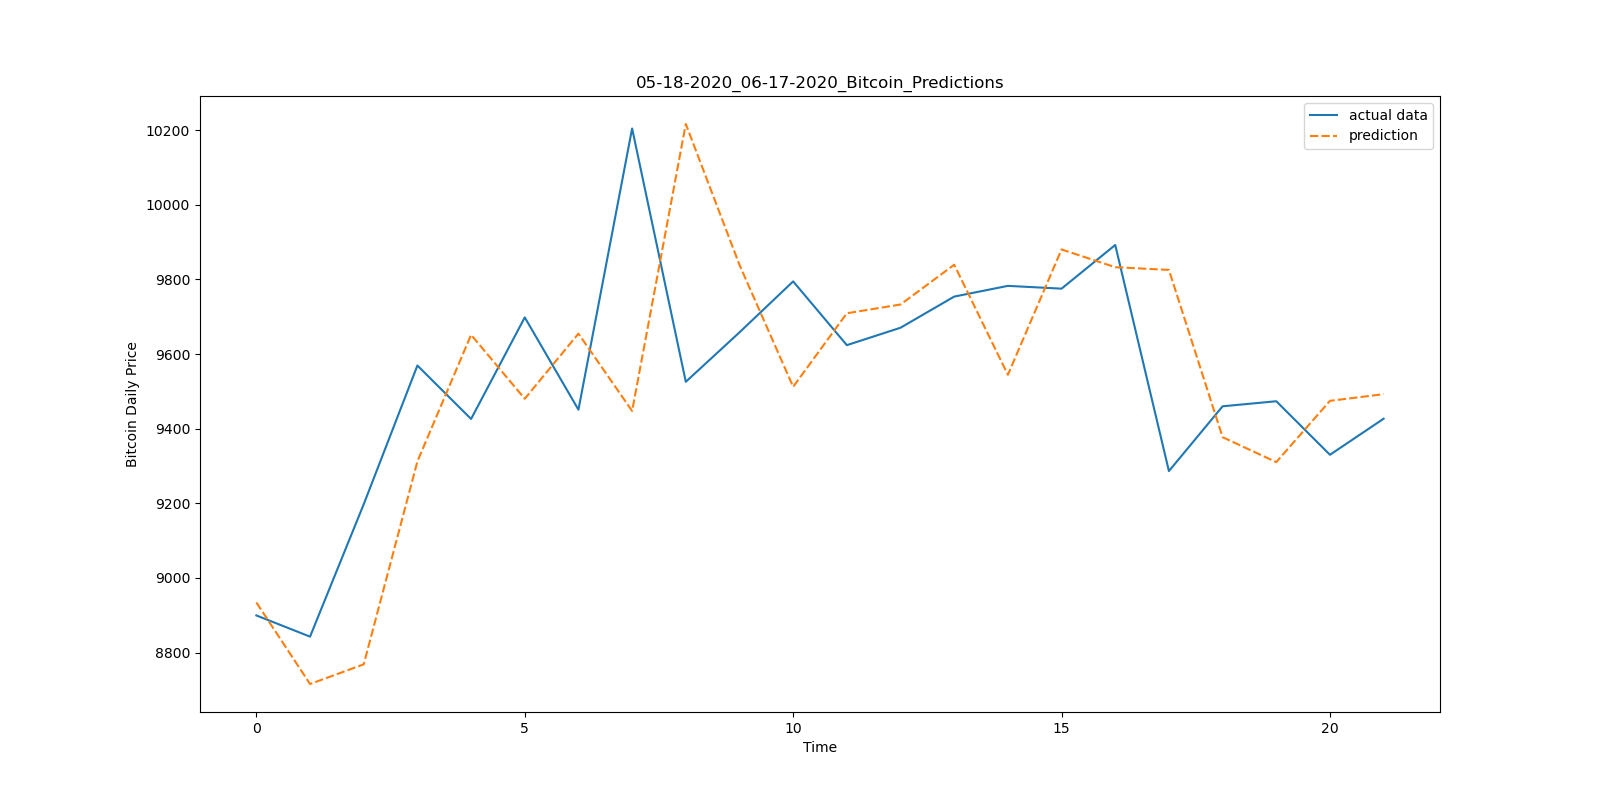 05-18-2020_06-17-2020_Bitcoin_Predictions
actual data
prediction
Bitcoin Daily Price
10200
10000
9800
9600
9400
9200
9000
8800
0 5 10 15 20
Time